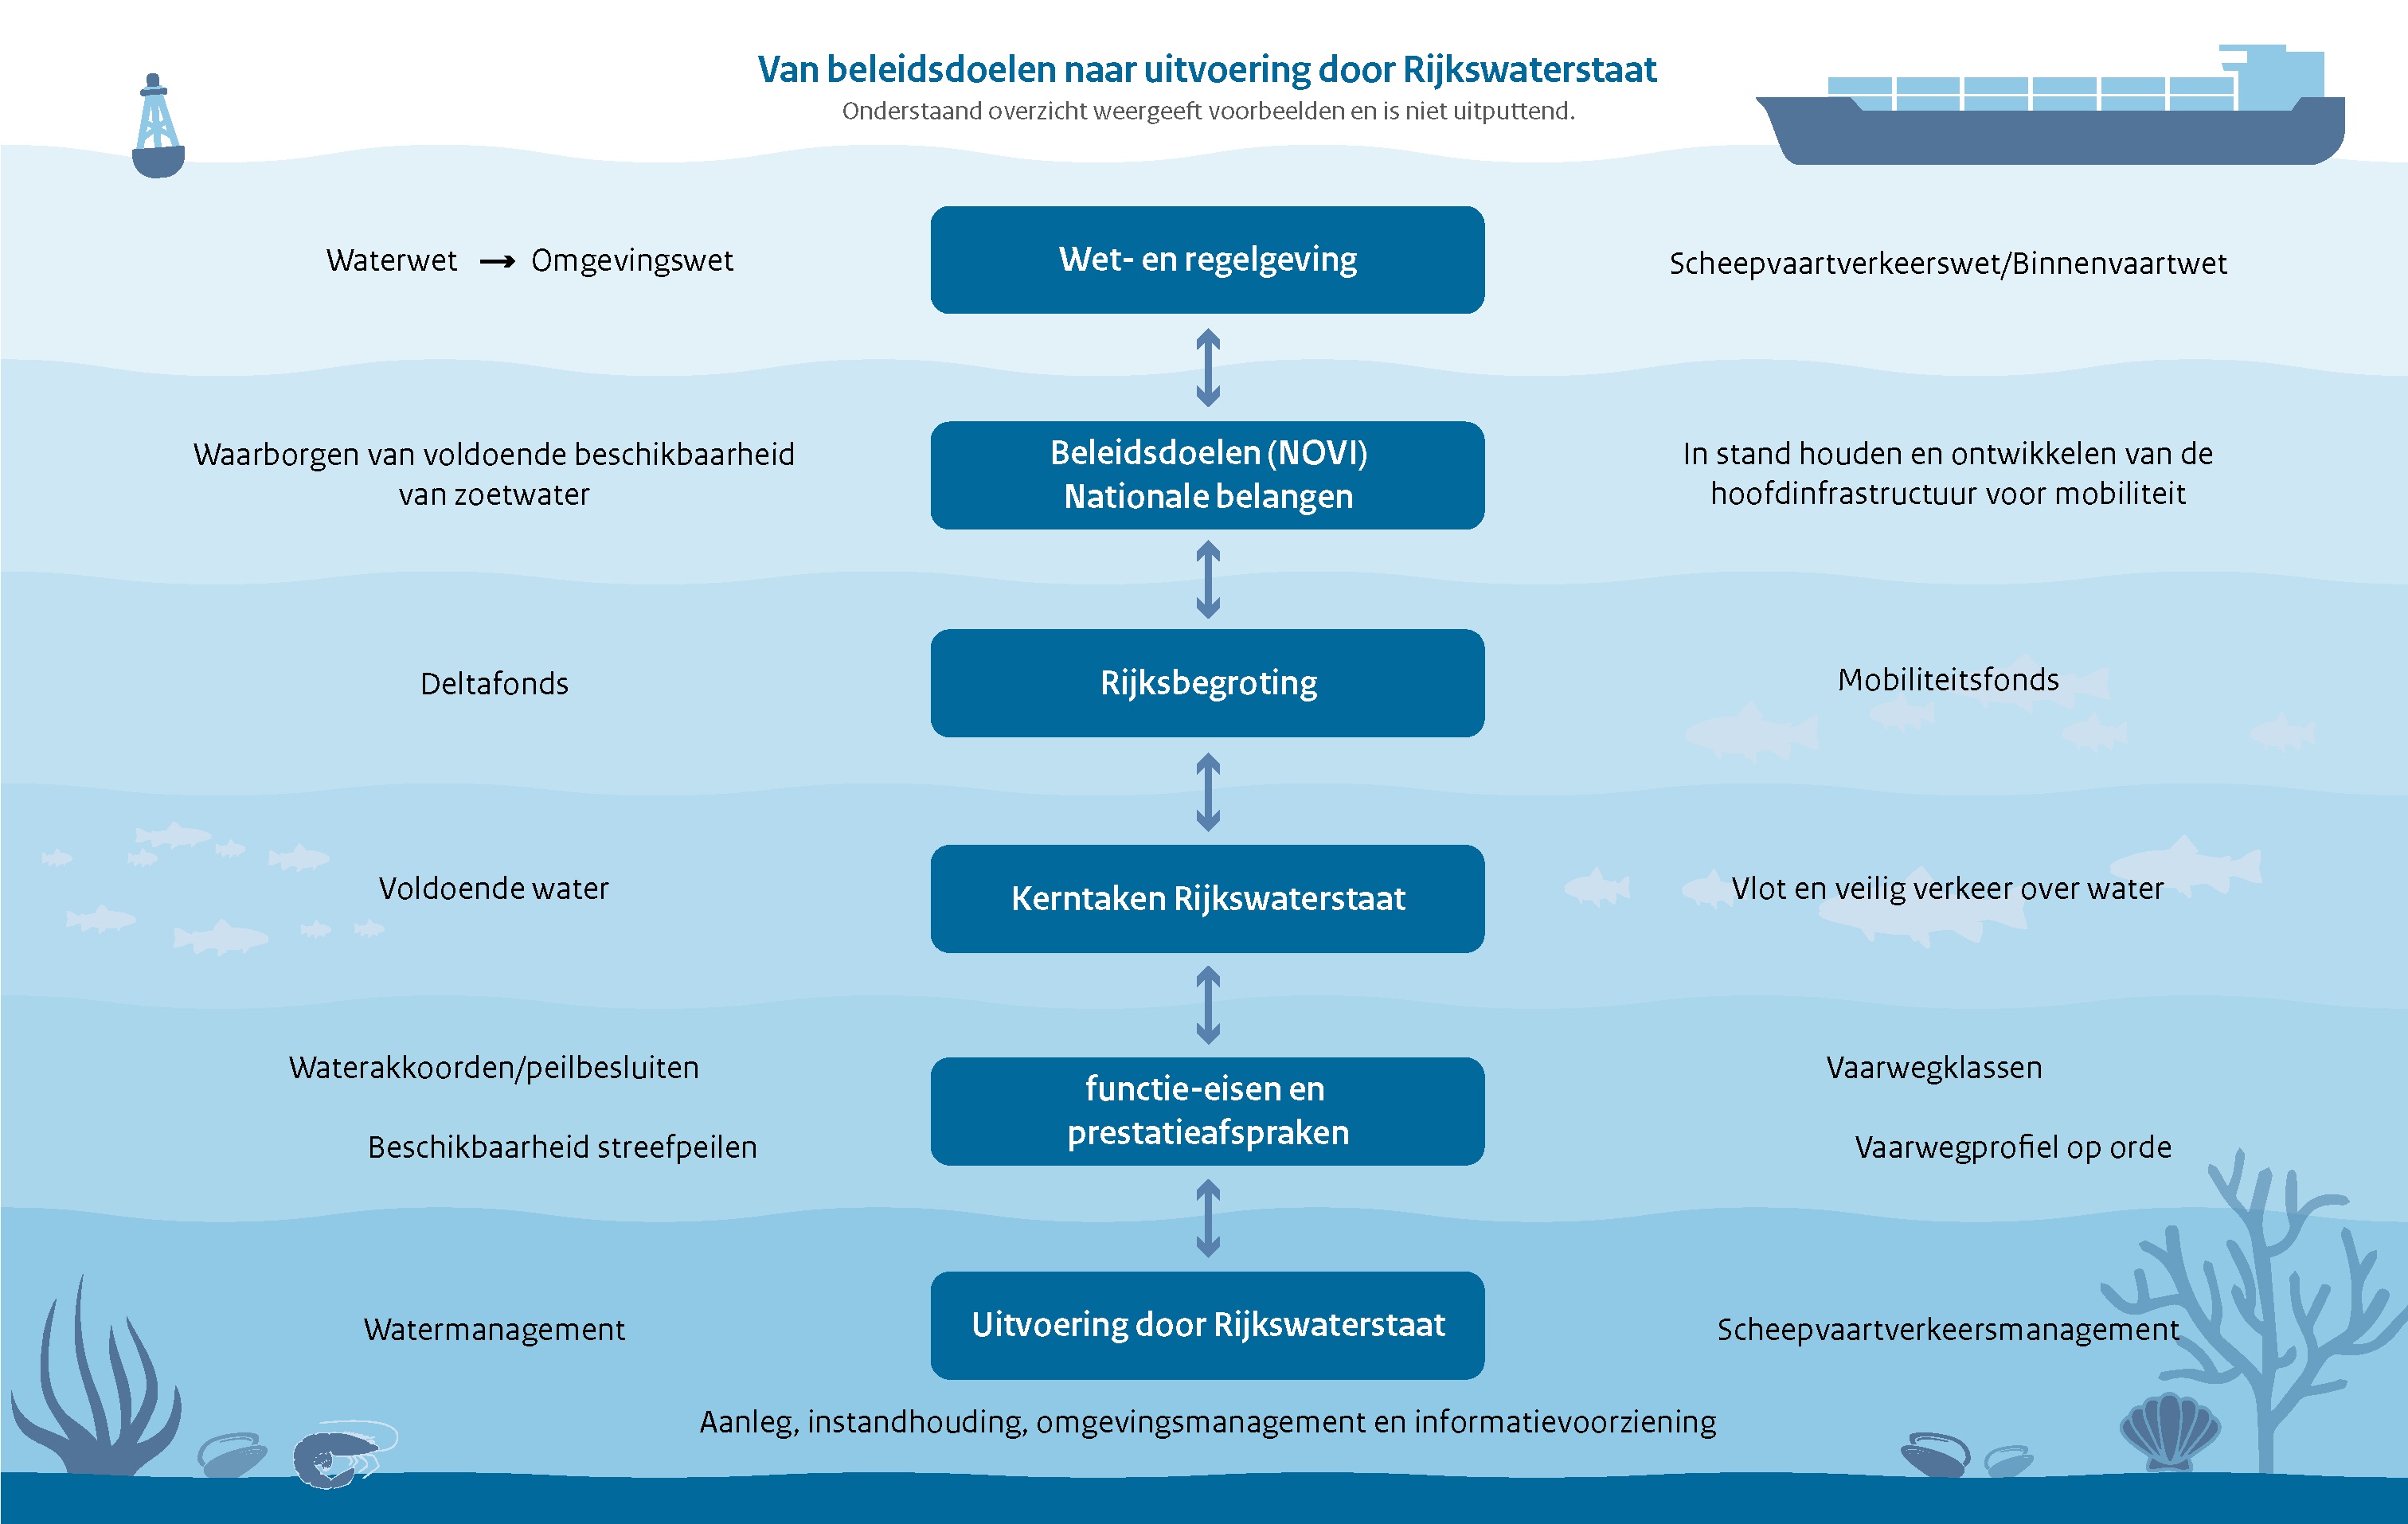 Van beleidsdoelen naar uitvoering door Rijkswaterstaat
Onderstaand overzicht weergeeft voorbeelden en is niet uitputtend.
Waterwet → Omgevingswet
Wet- en regelgeving
Scheepvaartverkeerswet/Binnenvaartwet
Waarborgen van voldoende beschikbaarheid
van zoetwater
Beleidsdoelen (NOVI)
Nationale belangen
In stand houden en ontwikkelen van de
hoofdinfrastructuur voor mobiliteit
Deltafonds
Rijksbegroting
Mobiliteitsfonds
Voldoende water
Kerntaken Rijkswaterstaat
Vlot en veilig verkeer over water
Waterakkoorden/peilbesluiten
Beschikbaarheid streefpeilen
functie-eisen en
prestatieafspraken
Vaarwegklassen
Vaarwegprofiel op orde
Watermanagement
Uitvoering door Rijkswaterstaat
Scheepvaartverkeersmanagement
Aanleg, instandhouding, omgevingsmanagement en informatievoorziening